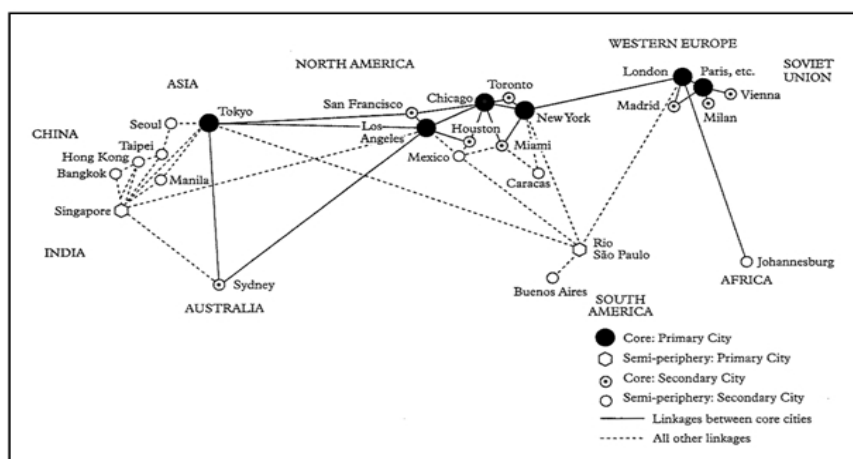 WESTERN EUROPE
NORTH AMERICA
SOVIET
UNION
ASIA
London
Paris, etc.
Toronto
Chicago
San Francisco
Vienna
Madrid
Milan
Tokyo
New York
Seoul
Los
Angeles
Houston
CHINA
Taipei
Miami
Hong Kong
Mexico
Bangkok
Manila
Caracas
Singapore
INDIA
Rio
São Paulo
Johannesburg
Sydney
Buenos Aires
AFRICA
AUSTRALIA
SOUTH
AMERICA
Core: Primary City
Semi-periphery: Primary City
Core: Secondary City
Semi-periphery: Secondary City
Linkages between core cities
All other linkages